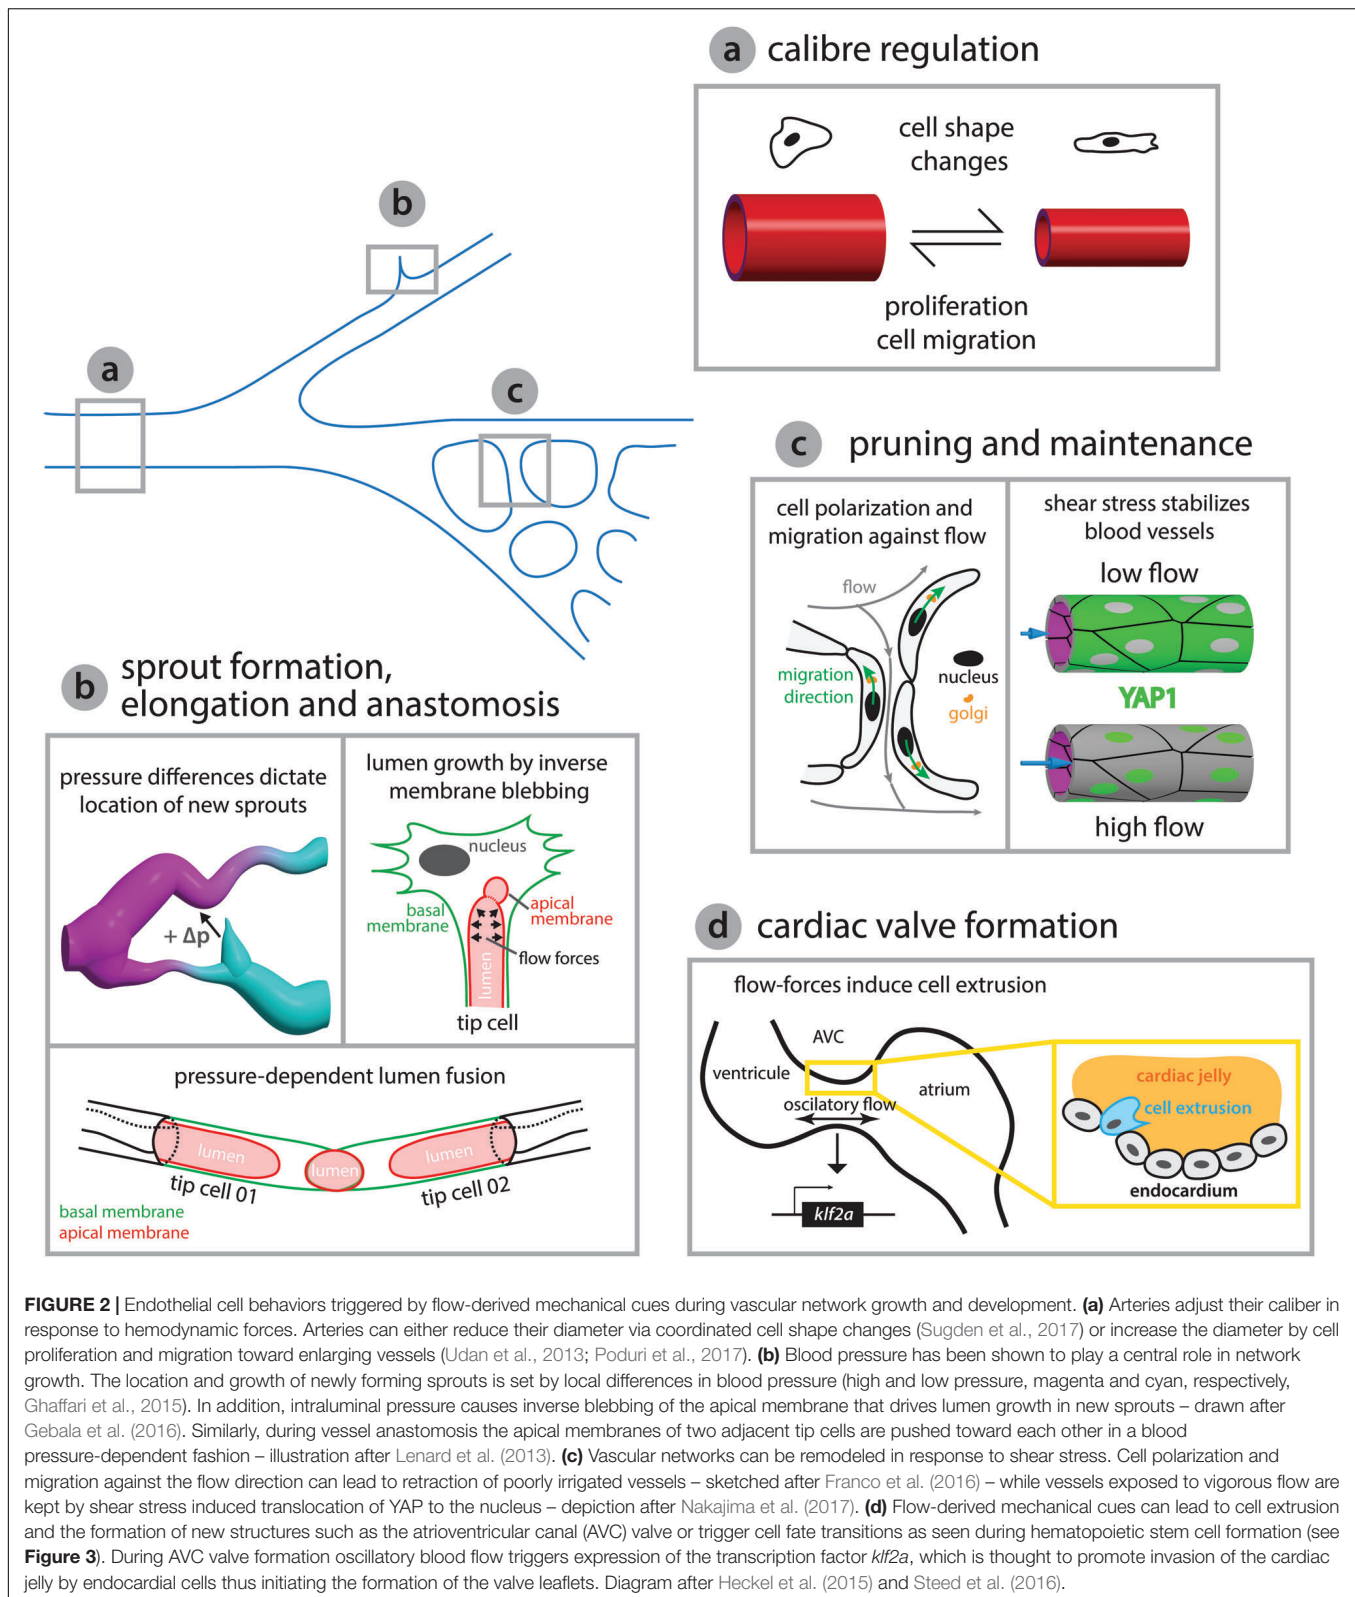 a calibre regulation
cell shape
changes
proliferation
cell migration
b
a
c
c pruning and maintenance
cell polarization and
migration against flow
flow
migration
direction
nucleus
golgi
shear stress stabilizes
blood vessels
low flow
YAP1
high flow
b sprout formation,
elongation and anastomosis
pressure differences dictate
location of new sprouts
+ Δp
lumen growth by inverse
membrane blebbing
nucleus
basal
membrane
apical
membrane
flow forces
lumen
tip cell
pressure-dependent lumen fusion
lumen
lumen
lumen
tip cell 01
tip cell 02
basal membrane
apical membrane
d cardiac valve formation
flow-forces induce cell extrusion
AVC
ventricule
atrium
oscilatory flow
klf2a
cardiac jelly
cell extrusion
endocardium
FIGURE 2 | Endothelial cell behaviors triggered by flow-derived mechanical cues during vascular network growth and development. (a) Arteries adjust their caliber in
response to hemodynamic forces. Arteries can either reduce their diameter via coordinated cell shape changes (Sugden et al., 2017) or increase the diameter by cell
proliferation and migration toward enlarging vessels (Udan et al., 2013; Poduri et al., 2017). (b) Blood pressure has been shown to play a central role in network
growth. The location and growth of newly forming sprouts is set by local differences in blood pressure (high and low pressure, magenta and cyan, respectively,
Ghaffari et al., 2015). In addition, intraluminal pressure causes inverse blebbing of the apical membrane that drives lumen growth in new sprouts – drawn after
Gebala et al. (2016). Similarly, during vessel anastomosis the apical membranes of two adjacent tip cells are pushed toward each other in a blood
pressure-dependent fashion – illustration after Lenard et al. (2013). (c) Vascular networks can be remodeled in response to shear stress. Cell polarization and
migration against the flow direction can lead to retraction of poorly irrigated vessels – sketched after Franco et al. (2016) – while vessels exposed to vigorous flow are
kept by shear stress induced translocation of YAP to the nucleus – depiction after Nakajima et al. (2017). (d) Flow-derived mechanical cues can lead to cell extrusion
and the formation of new structures such as the atrioventricular canal (AVC) valve or trigger cell fate transitions as seen during hematopoietic stem cell formation (see
Figure 3). During AVC valve formation oscillatory blood flow triggers expression of the transcription factor klf2a, which is thought to promote invasion of the cardiac
jelly by endocardial cells thus initiating the formation of the valve leaflets. Diagram after Heckel et al. (2015) and Steed et al. (2016).